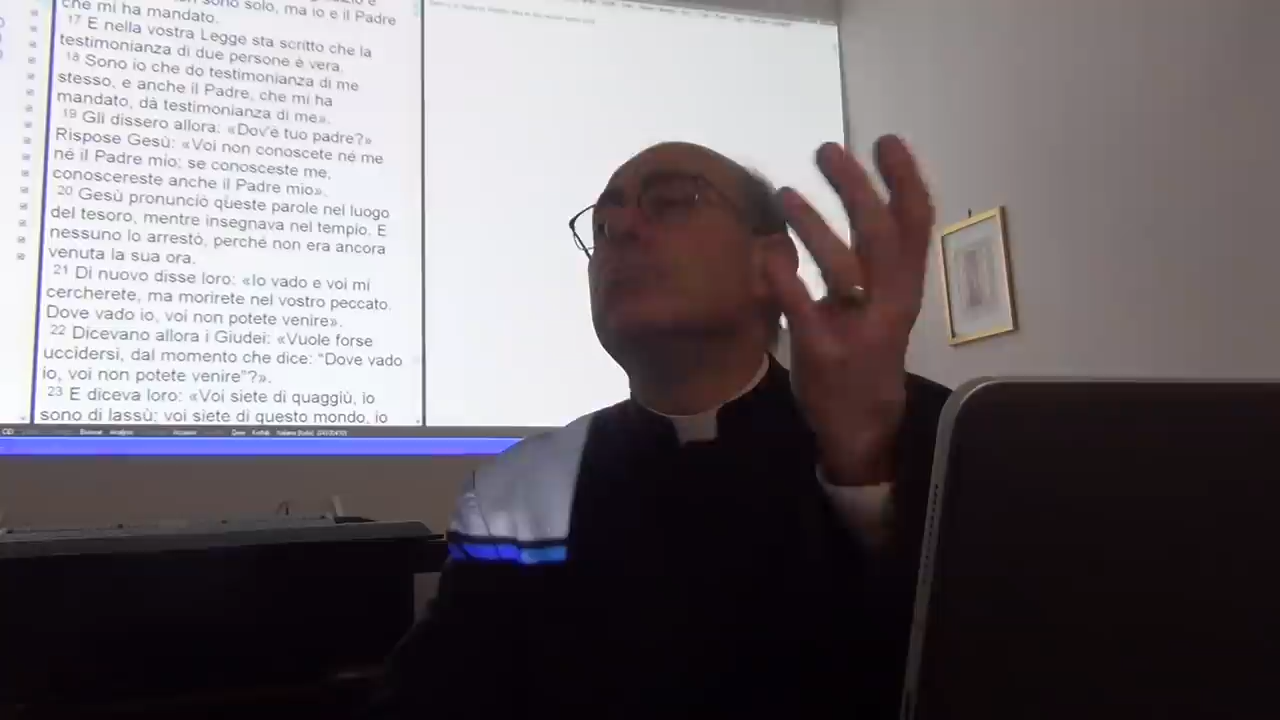 che mi ha mandato.
sono solo, ma io e il Padre
17 E nella vostra Legge sta scritto che la
testimonianza di due persone è vera.
18 Sono io che do testimonianza di me
stesso, e anche il Padre, che mi ha
mandato, dà testimonianza di me».
19 Gli dissero allora: «Dov'è tuo padre?»
Rispose Gesù: «Voi non conoscete né me
né il Padre mio; se conosceste me,
conoscereste anche il Padre mio».
20 Gesù pronunciò queste parole nel luogo
del tesoro, mentre insegnava nel tempio. E
nessuno lo arrestò, perché non era ancora
venuta la sua ora.
21 Di nuovo disse loro: «Io vado e voi mi
cercherete, ma morirete nel vostro peccato.
Dove vado io, voi non potete venire».
22 Dicevano allora i Giudei: «Vuole forse
uccidersi, dal momento che dice: "Dove vado
io, voi non potete venire"?».
23 E diceva loro: «Voi siete di quaggiù, io
sono di lassù; voi siete di questo mondo, io